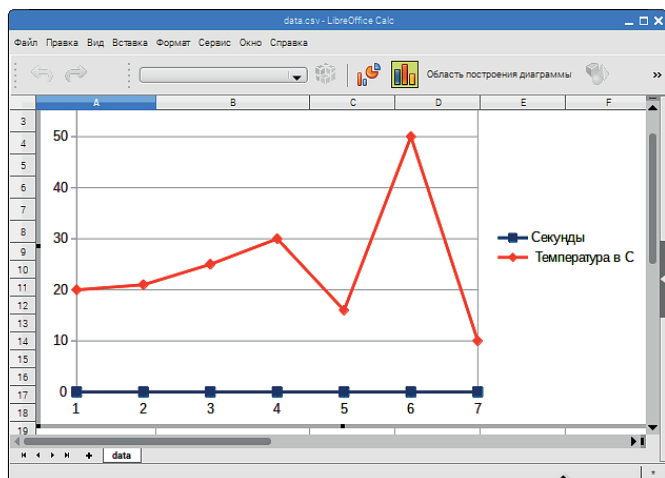 data.csv - LibreOffice Calc
Файл Правка Вид Вставка Формат Сервис Окно Справка
Область построения диаграммы »
A B C D E F
3
4
5
6
7
8
9
10
11
12
13
14
15
16
17
18
19
50
40
30
20
10
0
1 2 3 4 5 6 7
Секунды
Температура в С
data